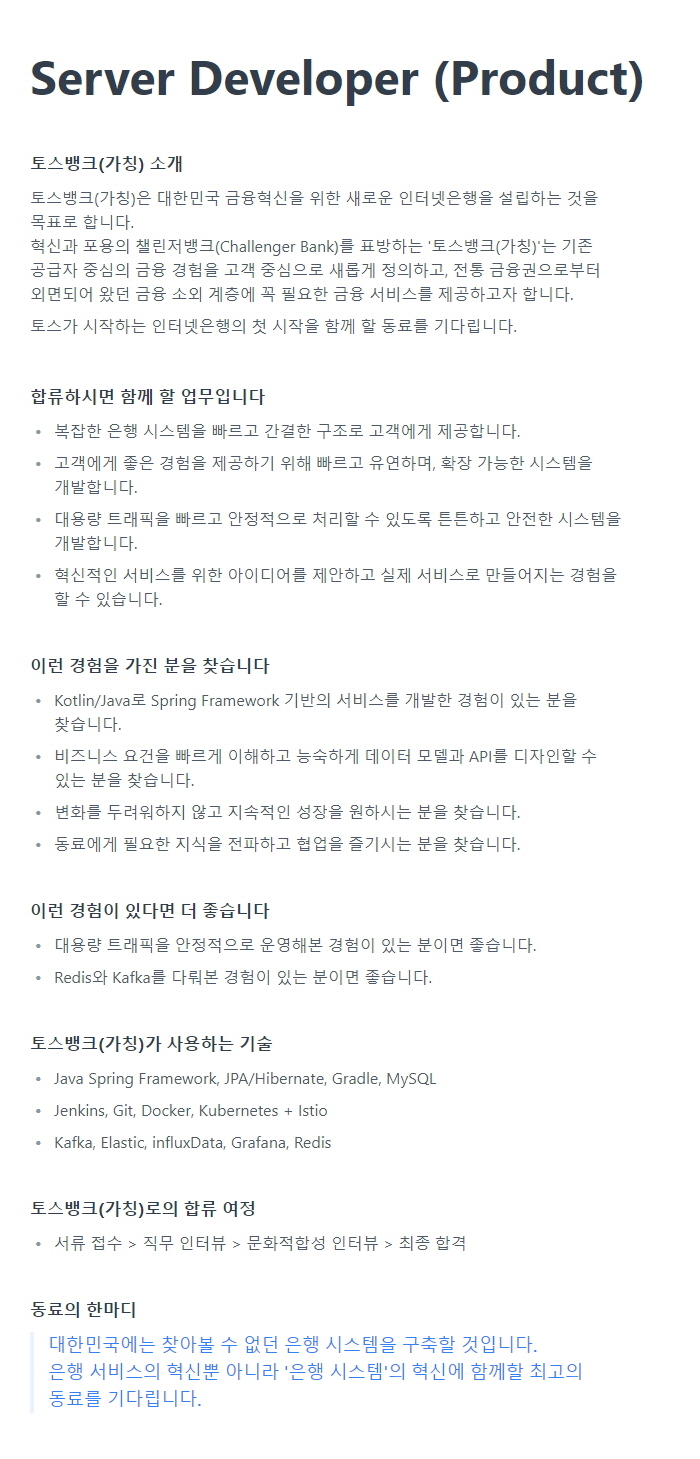 Server Developer (Product)
토스뱅크(가칭) 소개
토스뱅크(가칭)은 대한민국 금융혁신을 위한 새로운 인터넷은행을 설립하는 것을
목표로 합니다.
혁신과 포용의 챌린저뱅크(Challenger Bank)를 표방하는 '토스뱅크(가칭)'는 기존
공급자 중심의 금융 경험을 고객 중심으로 새롭게 정의하고, 전통 금융권으로부터
외면되어 왔던 금융 소외 계층에 꼭 필요한 금융 서비스를 제공하고자 합니다.
토스가 시작하는 인터넷은행의 첫 시작을 함께 할 동료를 기다립니다.
합류하시면 함께 할 업무입니다
• 복잡한 은행 시스템을 빠르고 간결한 구조로 고객에게 제공합니다.
• 고객에게 좋은 경험을 제공하기 위해 빠르고 유연하며, 확장 가능한 시스템을
개발합니다.
• 대용량 트래픽을 빠르고 안정적으로 처리할 수 있도록 튼튼하고 안전한 시스템을
개발합니다.
• 혁신적인 서비스를 위한 아이디어를 제안하고 실제 서비스로 만들어지는 경험을
할 수 있습니다.
이런 경험을 가진 분을 찾습니다
• Kotlin/Java로 Spring Framework 기반의 서비스를 개발한 경험이 있는 분을
찾습니다.
• 비즈니스 요건을 빠르게 이해하고 능숙하게 데이터 모델과 API를 디자인할 수
있는 분을 찾습니다.
• 변화를 두려워하지 않고 지속적인 성장을 원하시는 분을 찾습니다.
• 동료에게 필요한 지식을 전파하고 협업을 즐기시는 분을 찾습니다.
이런 경험이 있다면 더 좋습니다
• 대용량 트래픽을 안정적으로 운영해본 경험이 있는 분이면 좋습니다.
• Redis와 Kafka를 다뤄본 경험이 있는 분이면 좋습니다.
토스뱅크(가칭)가 사용하는 기술
• Java Spring Framework, JPA/Hibernate, Gradle, MySQL
• Jenkins, Git, Docker, Kubernetes + Istio
• Kafka, Elastic, influxData, Grafana, Redis
토스뱅크(가칭)로의 합류 여정
• 서류 접수 > 직무 인터뷰 > 문화적합성 인터뷰 > 최종 합격
동료의 한마디
대한민국에는 찾아볼 수 없던 은행 시스템을 구축할 것입니다.
은행 서비스의 혁신뿐 아니라 '은행 시스템'의 혁신에 함께할 최고의
동료를 기다립니다.